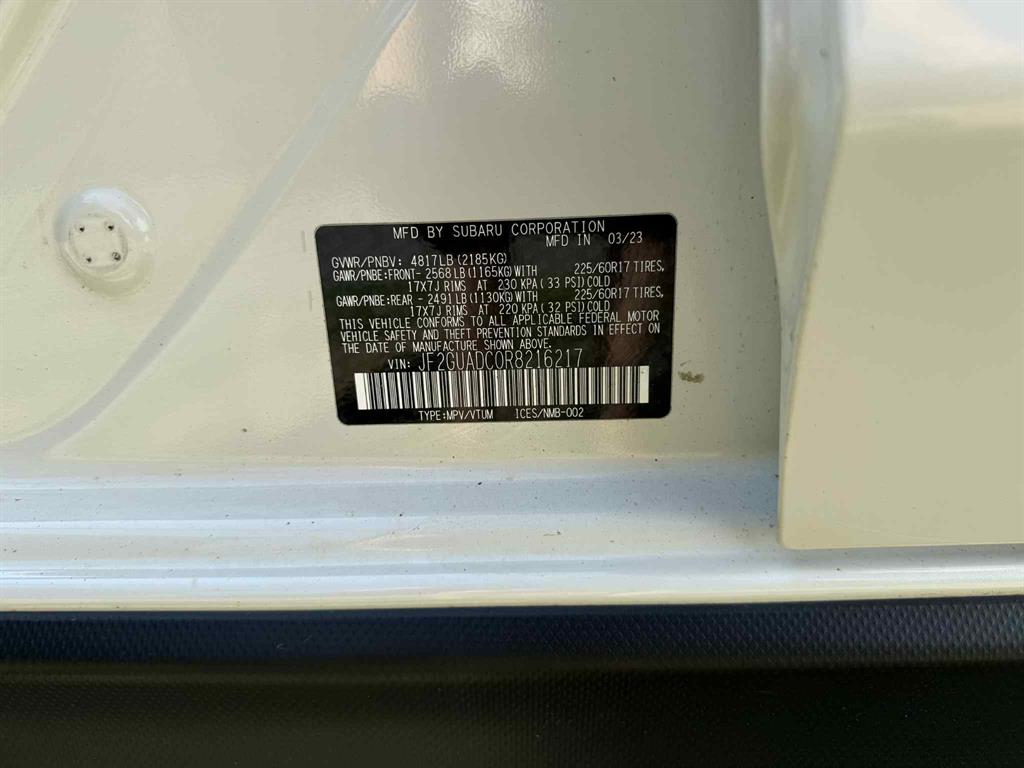 MFD BY SUBARU CORPORATION
MFD IN 03/23
GVWR/PNBV: 4817LB(2185KG)
GAWR/PNBE:FRONT- 2568LB(1165KG)WITH 225/60R17 TIRES,
17X7J RIMS AT 230 KPA(33 PSI)COLD
GAWR/PNBE:REAR - 2491LB(1130KG)WITH 225/60R17 TIRES,
17X7J RIMS AT 220 KPA(32 PSI)COLD
THIS VEHICLE CONFORMS TO ALL APPLICABLE FEDERAL MOTOR
VEHICLE SAFETY AND THEFT PREVENTION STANDARDS IN EFFECT ON
THE DATE OF MANUFACTURE SHOWN ABOVE.
VIN: JF2GUADC0R8216217
TYPE:MPV/VTUM ICES/NMB-002